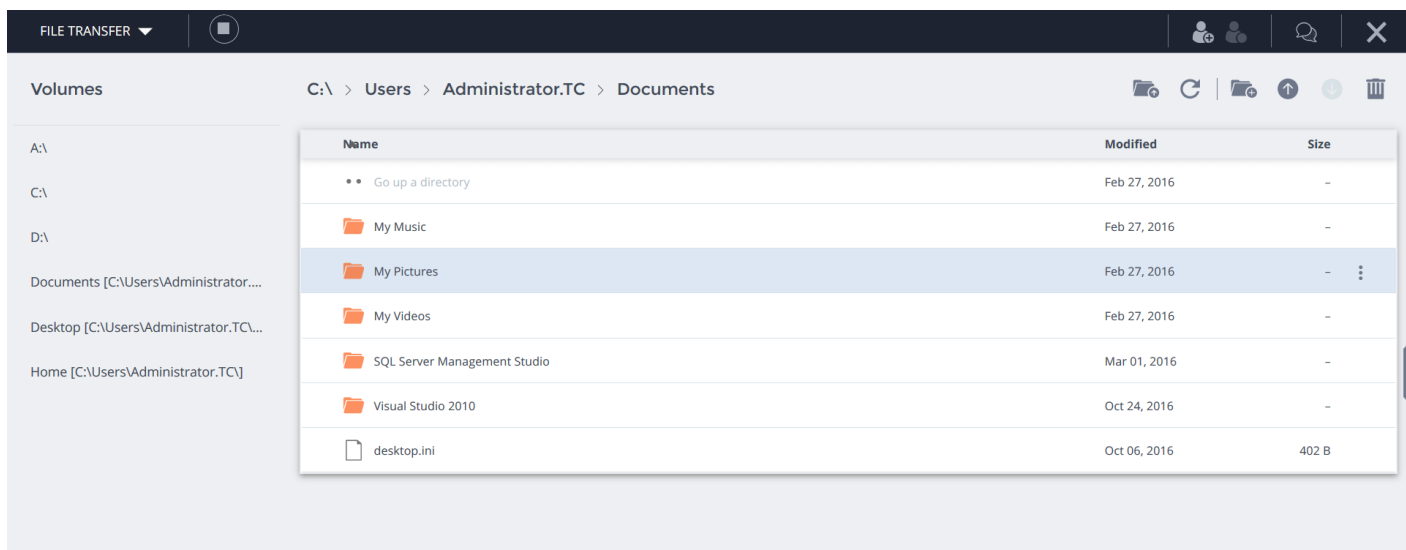 FILE TRANSFER
Volumes
C:\ > Users > Administrator.TC > Documents
A:\
C:\
D:\
Documents [C:\Users\Administrator....
Desktop [C:\Users\Administrator.TC\...
Home [C:\Users\Administrator.TC\]
Name Modified Size
Go up a directory Feb 27, 2016 –
My Music Feb 27, 2016 –
My Pictures Feb 27, 2016 –
My Videos Feb 27, 2016 –
SQL Server Management Studio Mar 01, 2016 –
Visual Studio 2010 Oct 24, 2016 –
desktop.ini Oct 06, 2016 402 B